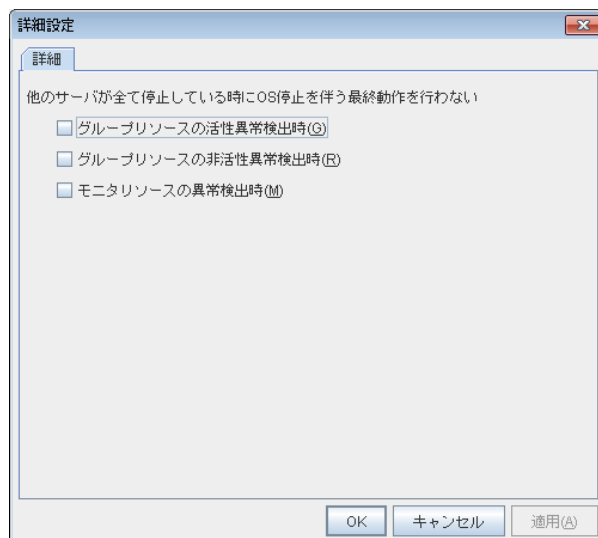 詳細設定
詳細
他のサーバが全て停止している時にOS停止を伴う最終動作を行わない
グループリソースの活性異常検出時(G)
グループリソースの非活性異常検出時(R)
モニタリソースの異常検出時(M)
OK キャンセル 適用(A)